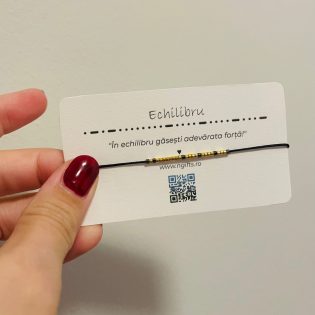 Echilibru
"În echilibru găsești adevărata forță!"
www.ngifts.ro